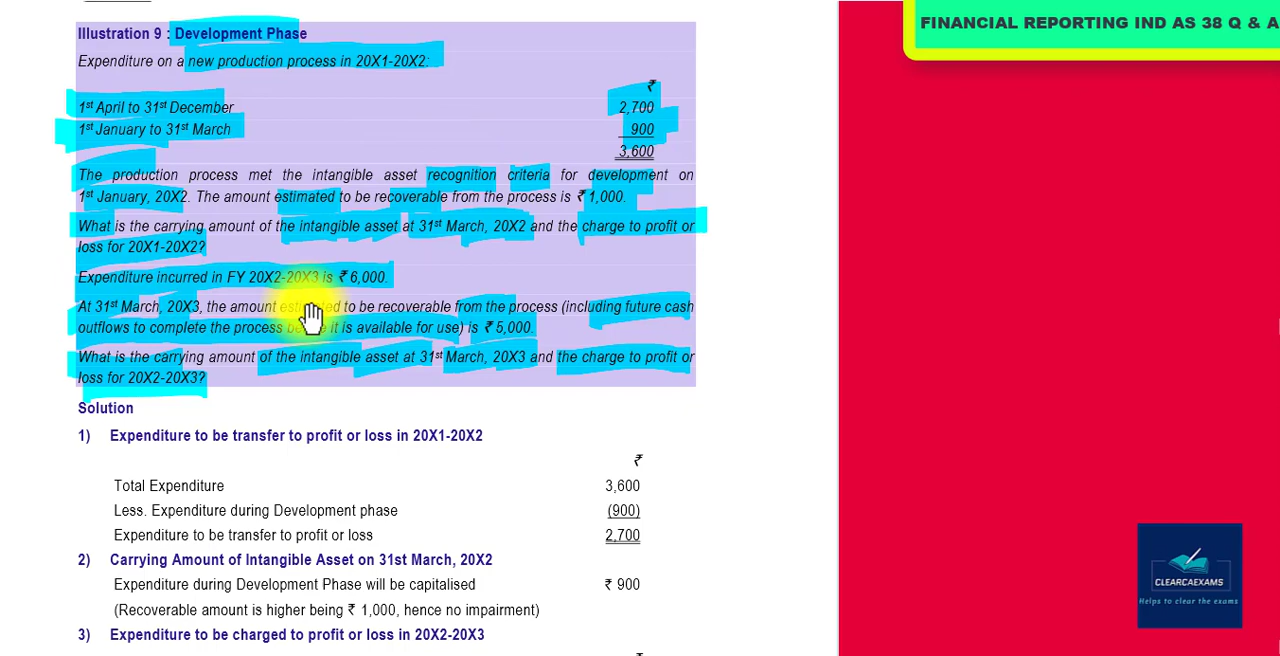 FINANCIAL REPORTING IND AS 38 Q & A
Illustration 9 : Development Phase
Expenditure on a new production process in 20X1-20X2:
₹
1st April to 31st December 2,700
1st January to 31st March 900
3,600
The production process met the intangible asset recognition criteria for development on
1st January, 20X2. The amount estimated to be recoverable from the process is ₹ 1,000.
What is the carrying amount of the intangible asset at 31st March, 20X2 and the charge to profit or
loss for 20X1-20X2?
Expenditure incurred in FY 20X2-20X3 is ₹ 6,000.
At 31st March, 20X3, the amount estimated to be recoverable from the process (including future cash
outflows to complete the process before it is available for use) is ₹ 5,000.
What is the carrying amount of the intangible asset at 31st March, 20X3 and the charge to profit or
loss for 20X2-20X3?
Solution
1) Expenditure to be transfer to profit or loss in 20X1-20X2
₹
Total Expenditure 3,600
Less. Expenditure during Development phase (900)
Expenditure to be transfer to profit or loss 2,700
2) Carrying Amount of Intangible Asset on 31st March, 20X2
Expenditure during Development Phase will be capitalised ₹ 900
(Recoverable amount is higher being ₹ 1,000, hence no impairment)
3) Expenditure to be charged to profit or loss in 20X2-20X3
CLEARCAEXAMS
Helps to clear the exams